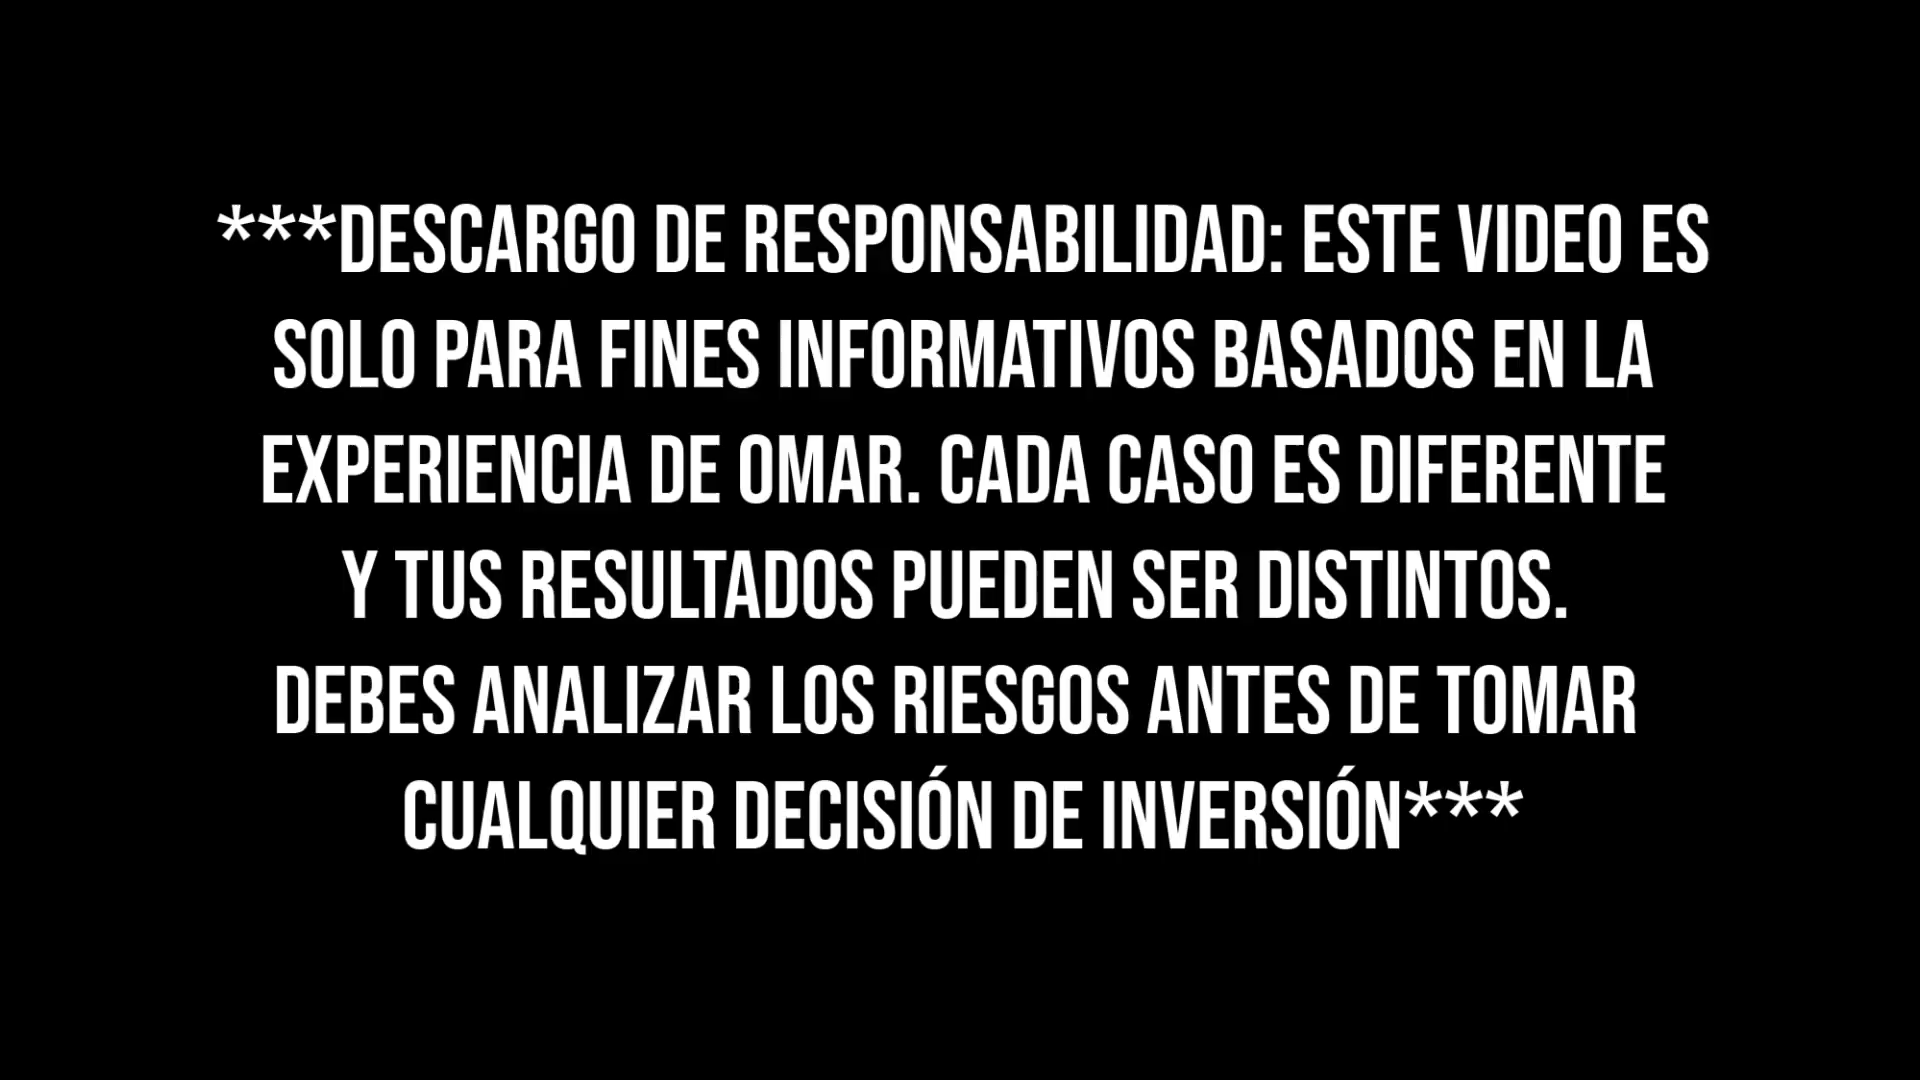 ***DESCARGO DE RESPONSABILIDAD: ESTE VIDEO ES
SOLO PARA FINES INFORMATIVOS BASADOS EN LA
EXPERIENCIA DE OMAR. CADA CASO ES DIFERENTE
Y TUS RESULTADOS PUEDEN SER DISTINTOS.
DEBES ANALIZAR LOS RIESGOS ANTES DE TOMAR
CUALQUIER DECISIÓN DE INVERSIÓN***